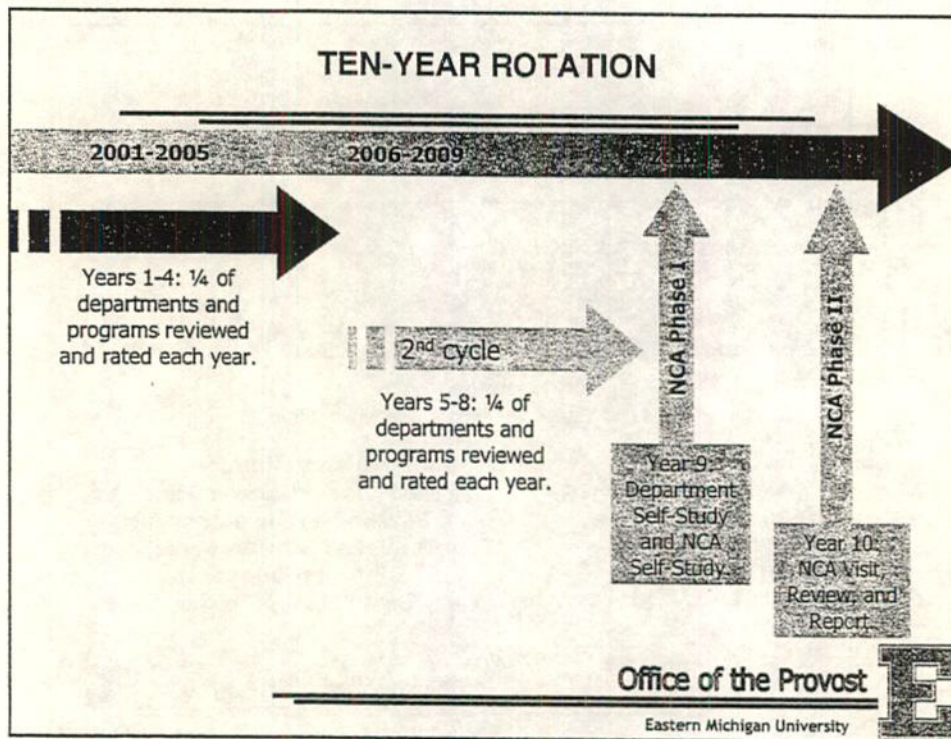 TEN-YEAR ROTATION
2001-2005
2006-2009
Years 1-4: ¼ of
departments and
programs reviewed
and rated each year.
2nd cycle
Years 5-8: ¼ of
departments and
programs reviewed
and rated each year.
NCA Phase I
Year 9:
Department
Self-Study
and NCA
Self-Study.
NCA Phase II
Year 10:
NCA Visit,
Review, and
Report.
Office of the Provost
E
Eastern Michigan University